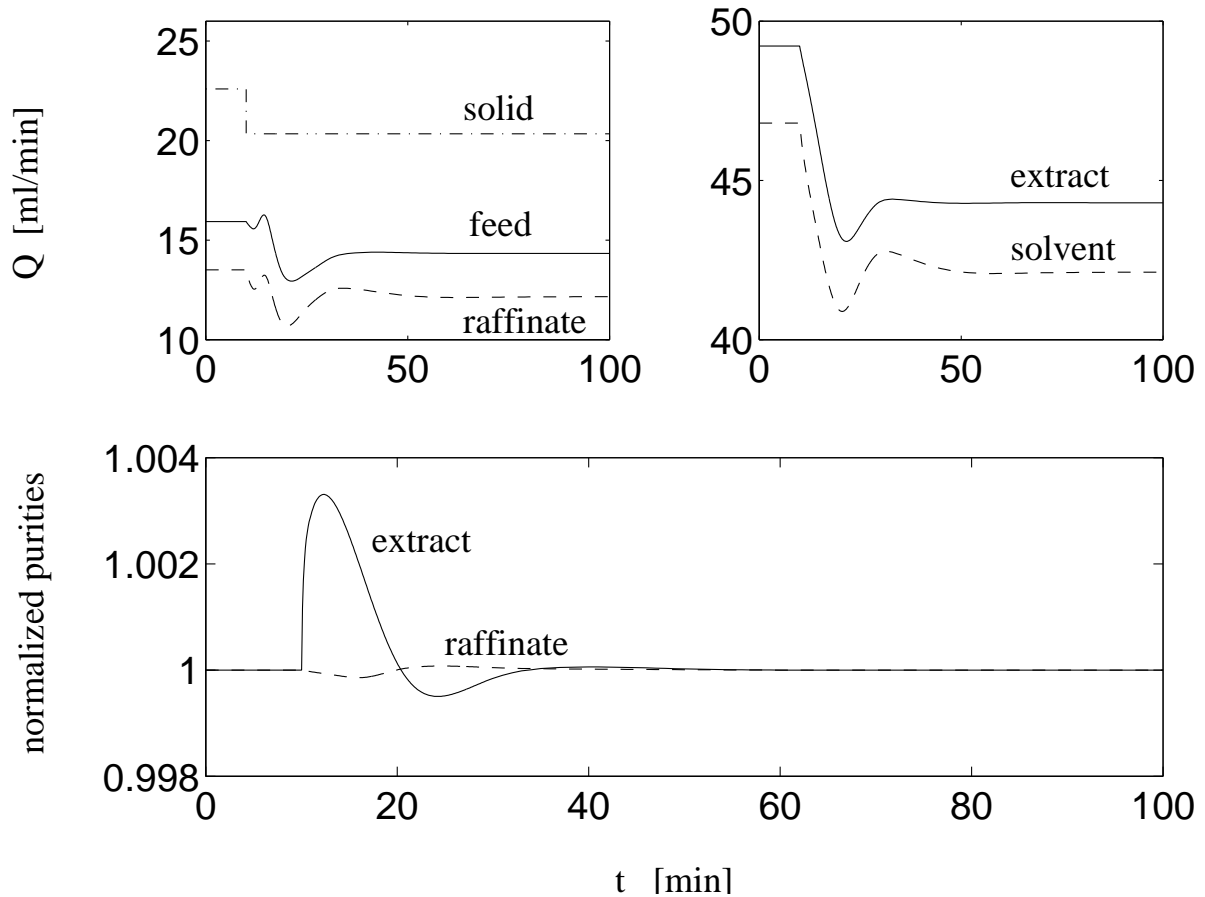 25
20
15
10
0
50
100
Q [ml/min]
solid
feed
raffinate
50
45
40
0
50
100
extract
solvent
1.004
1.002
1
0.998
0
20
40
60
80
100
normalized purities
extract
raffinate
t [min]